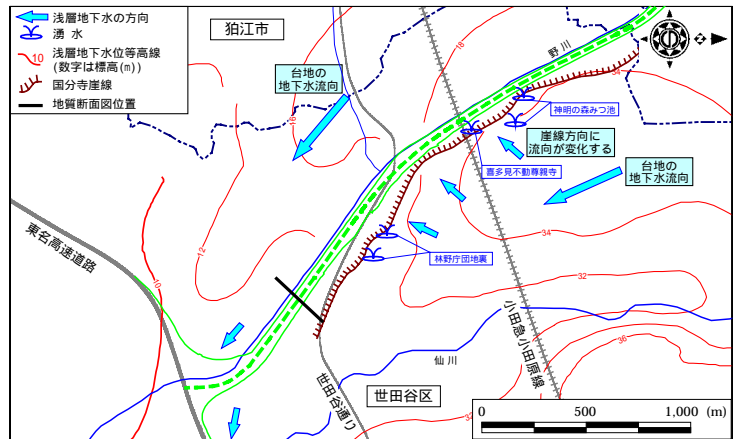 浅層地下水の方向
湧 水
10
浅層地下水位等高線
(数字は標高(m))
国分寺崖線
地質断面図位置
狛江市
台地の
地下水流向
野川
18
16
34
N
神明の森みつ池
崖線方向に
流向が変化する
喜多見不動尊親寺
台地の
地下水流向
34
12
10
東名高速道路
林野庁団地裏
32
小田急小田原線
36
仙川
世田谷通り
世田谷区
32
0 500 1,000 (m)